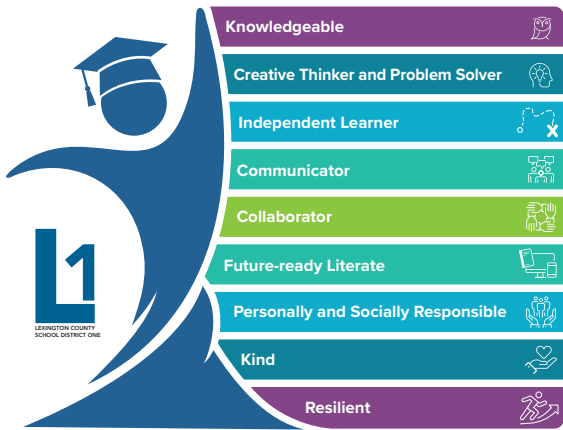 Knowledgeable
Creative Thinker and Problem Solver
Independent Learner
Communicator
Collaborator
Future-ready Literate
Personally and Socially Responsible
Kind
Resilient
L1
LEXINGTON COUNTY
SCHOOL DISTRICT ONE